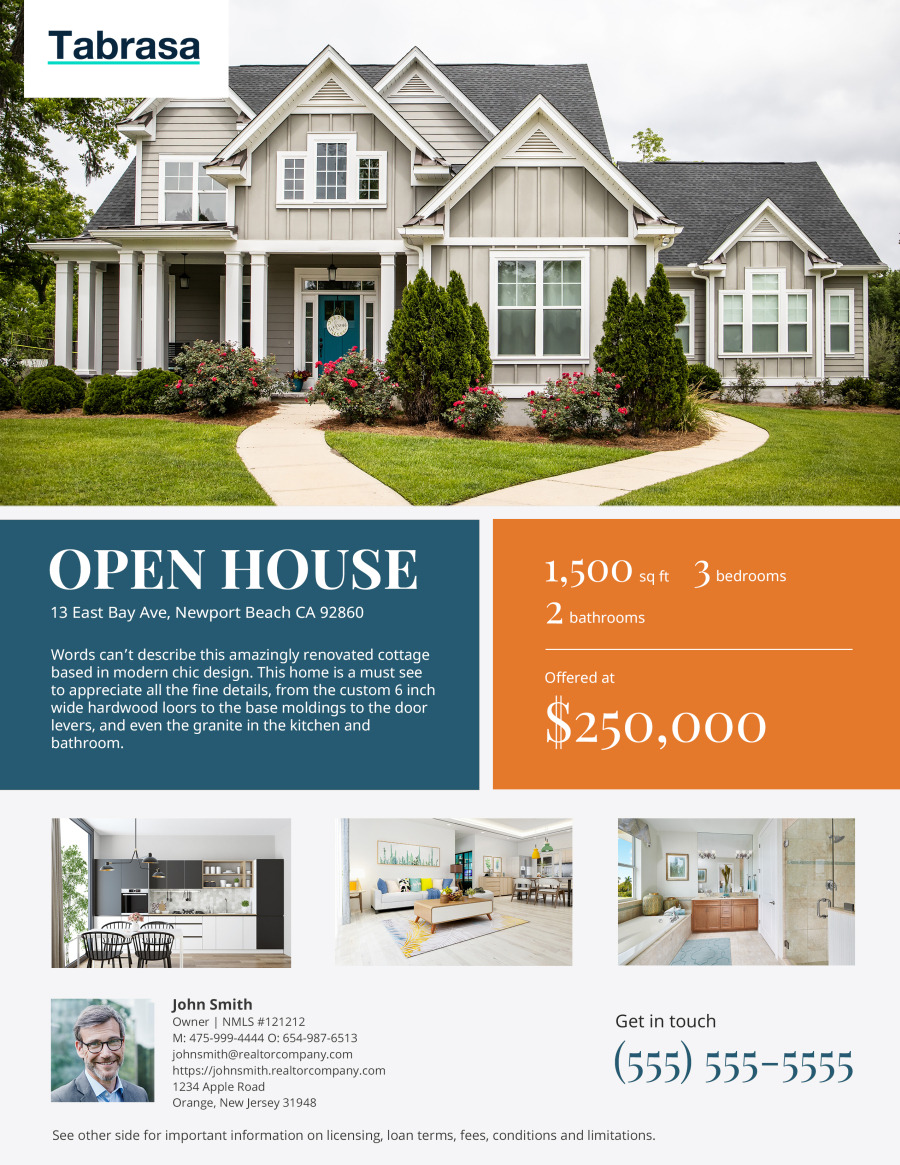 Tabrasa
OPEN HOUSE
13 East Bay Ave, Newport Beach CA 92860
Words can’t describe this amazingly renovated cottage
based in modern chic design. This home is a must see
to appreciate all the fine details, from the custom 6 inch
wide hardwood loors to the base moldings to the door
levers, and even the granite in the kitchen and
bathroom.
1,500 sq ft 3 bedrooms
2 bathrooms
Offered at
$250,000
John Smith
Owner | NMLS #121212
M: 475-999-4444 O: 654-987-6513
johnsmith@realtorcompany.com
https://johnsmith.realtorcompany.com
1234 Apple Road
Orange, New Jersey 31948
Get in touch
(555) 555-5555
See other side for important information on licensing, loan terms, fees, conditions and limitations.